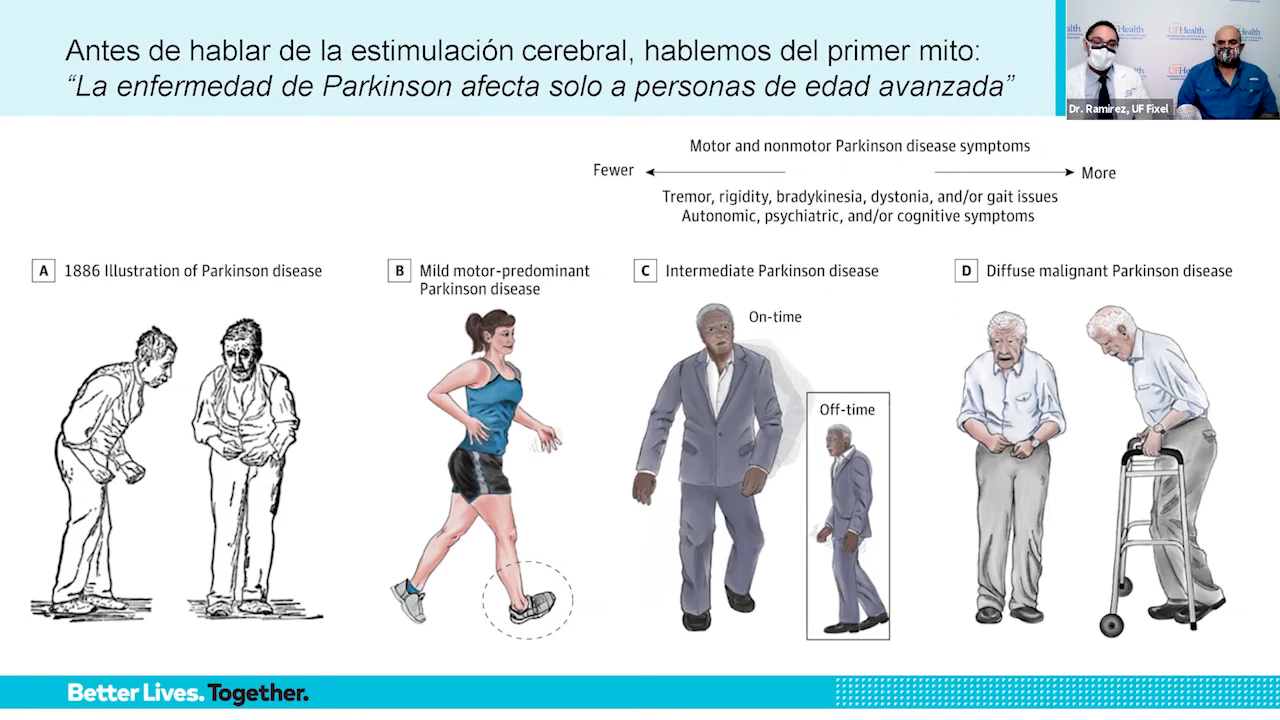 Antes de hablar de la estimulación cerebral, hablemos del primer mito:
“La enfermedad de Parkinson afecta solo a personas de edad avanzada”
UFHealth
Dr. Ramirez, UF Fixel
Motor and nonmotor Parkinson disease symptoms
Fewer
More
Tremor, rigidity, bradykinesia, dystonia, and/or gait issues
Autonomic, psychiatric, and/or cognitive symptoms
A 1886 Illustration of Parkinson disease
B Mild motor-predominant
Parkinson disease
C Intermediate Parkinson disease
D Diffuse malignant Parkinson disease
On-time
Off-time
Better Lives. Together.